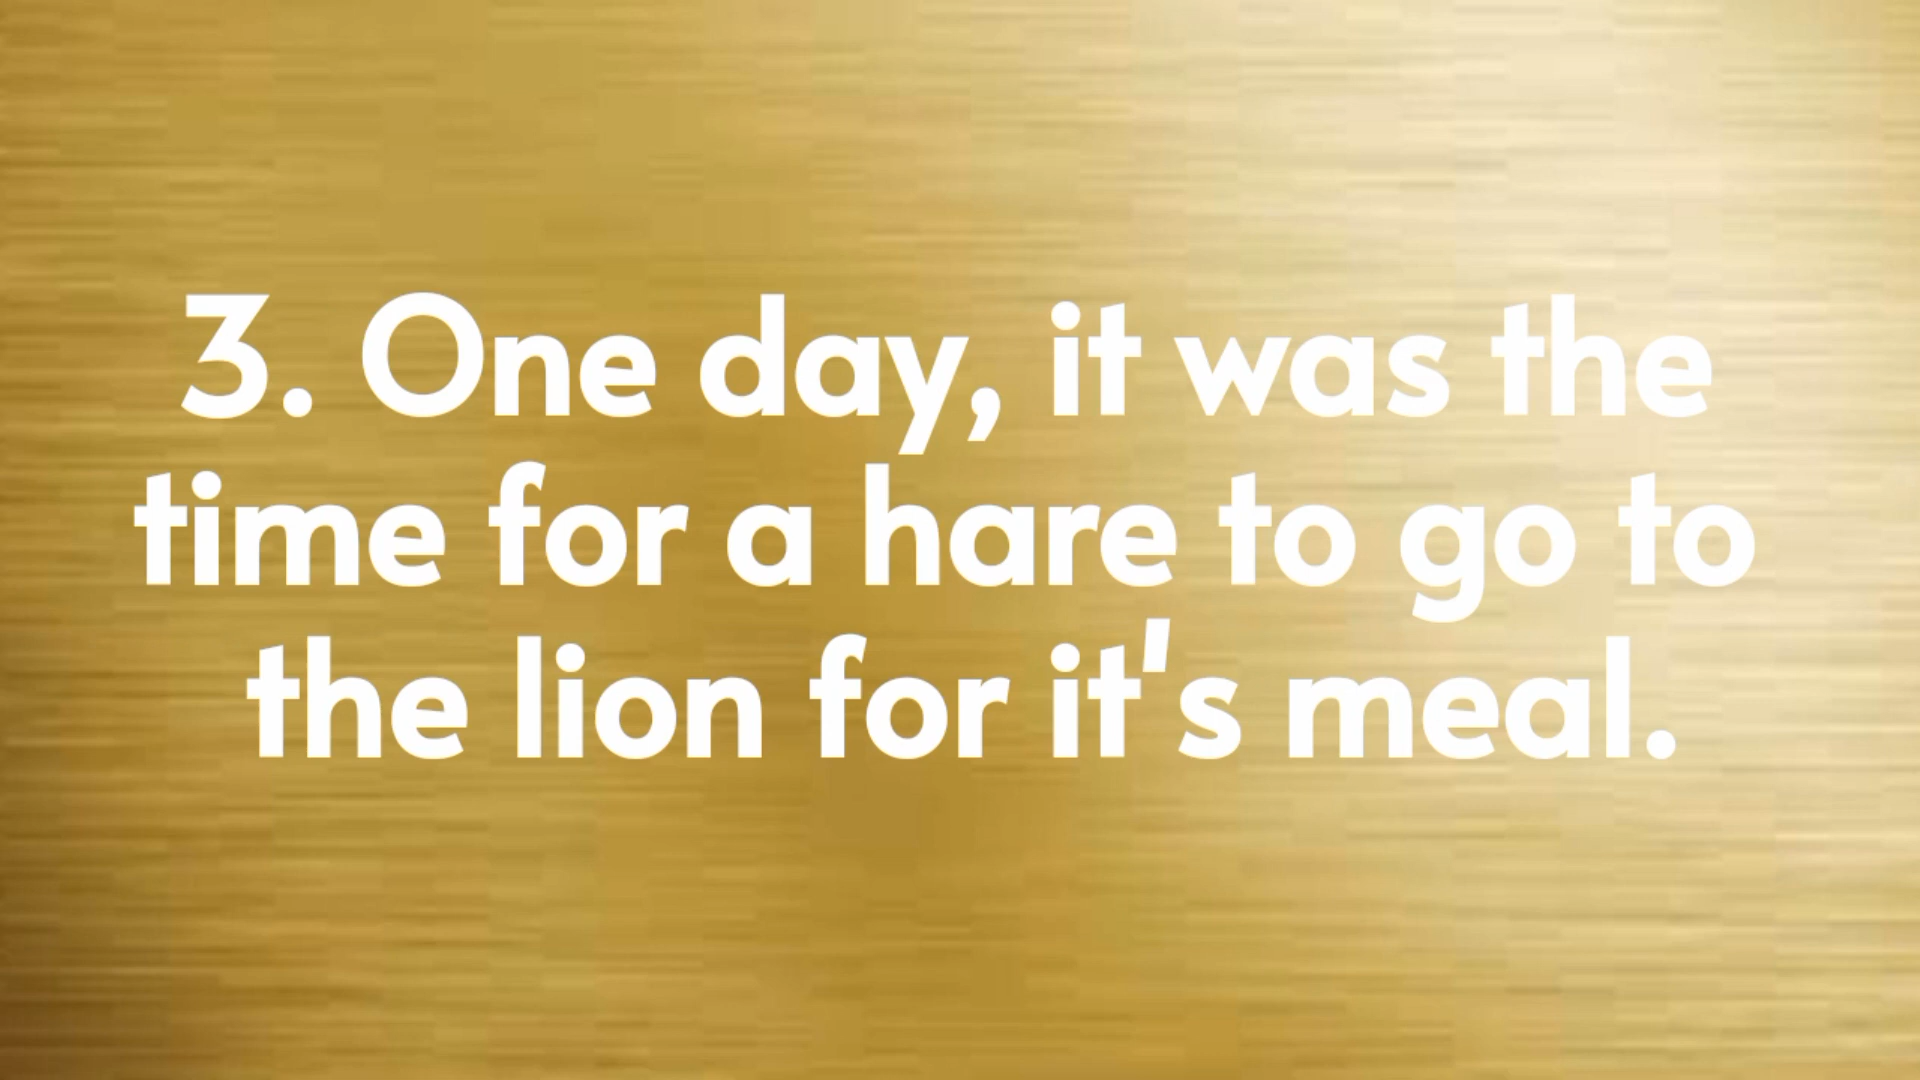 3. One day, it was the
time for a hare to go to
the lion for it's meal.